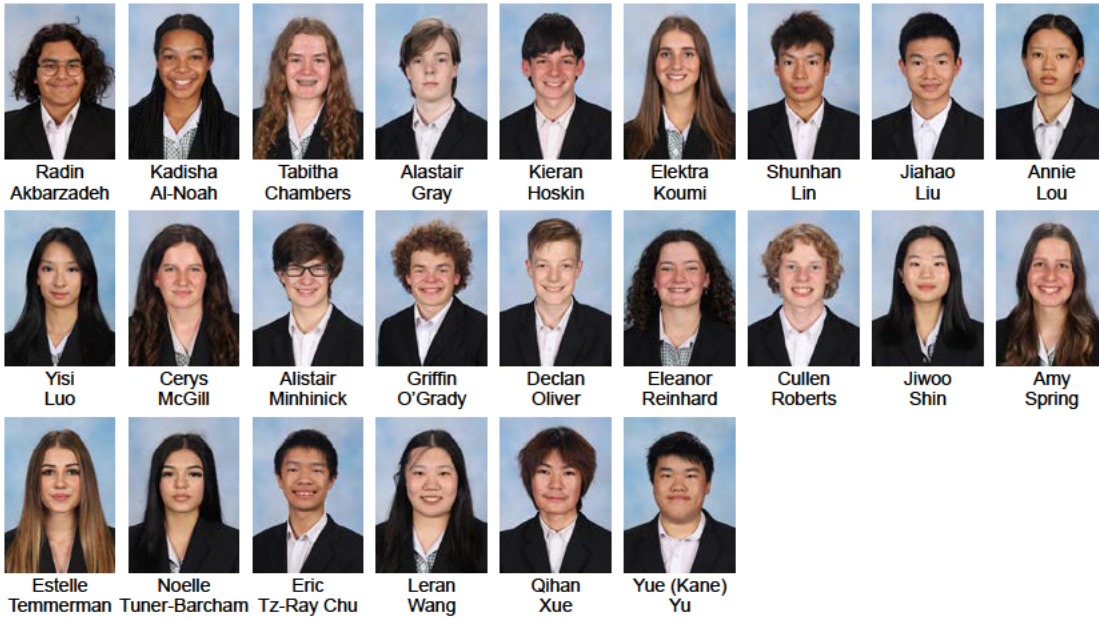 Radin Kadisha Tabitha Alastair Kieran Elektra Shunhan Jiahao Annie
Akbarzadeh Al-Noah Chambers Gray Hoskin Koumi Lin Liu Lou
Yisi Cerys Alistair Griffin Declan Eleanor Cullen Jiwoo Amy
Luo McGill Minhinick O'Grady Oliver Reinhard Roberts Shin Spring
Estelle Noelle Eric Leran Qihan Yue (Kane)
Temmerman Tuner-Barcham Tz-Ray Chu Wang Xue Yu